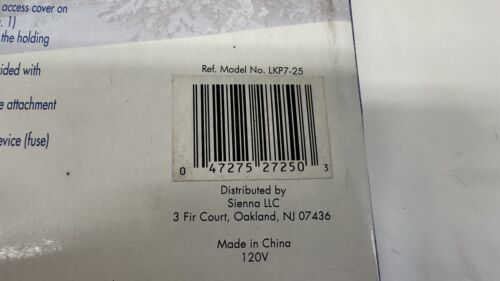 access cover on
. 1)
the holding
ided with
e attachment
evice (fuse)
Ref. Model No. LKP7-25
0 47275 27250 3
Distributed by
Sienna LLC
3 Fir Court, Oakland, NJ 07436
Made in China
120V